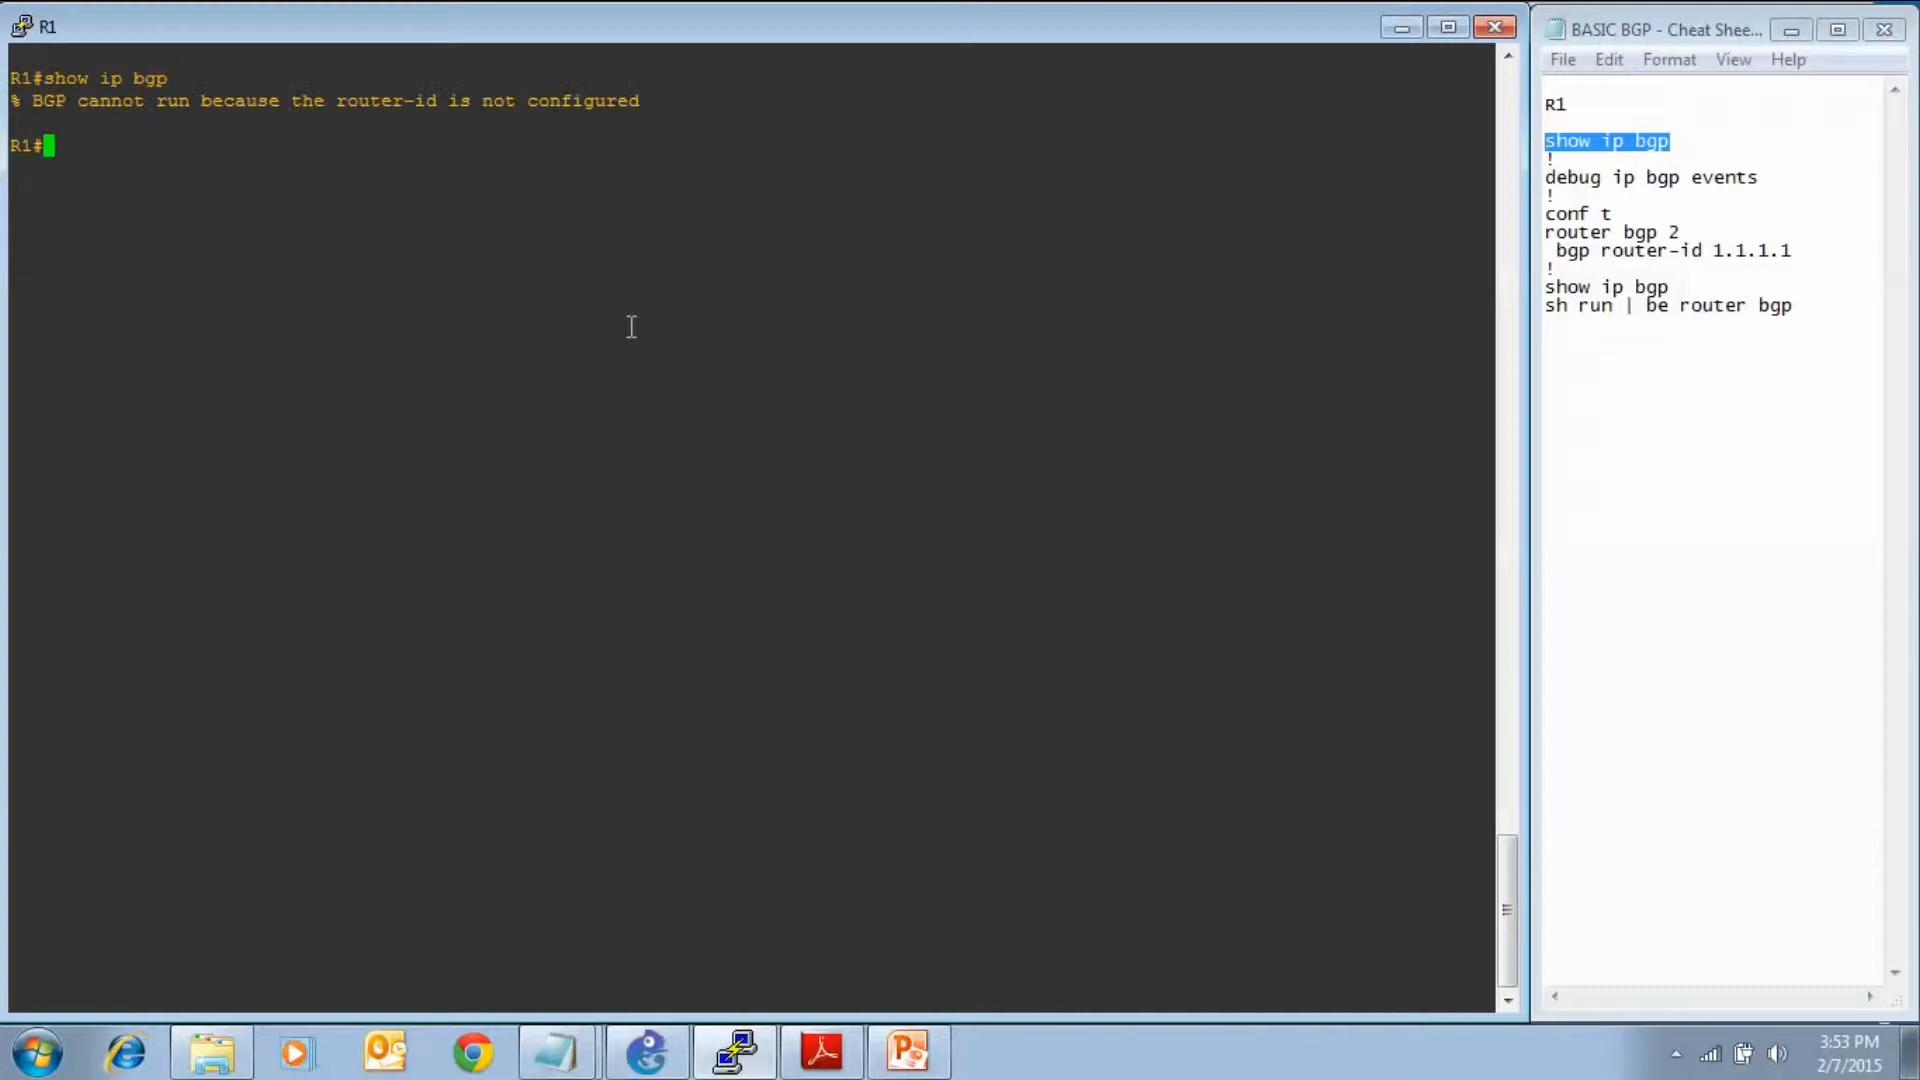 R1
R1#show ip bgp
% BGP cannot run because the router-id is not configured
R1#
BASIC BGP - Cheat Shee...
File Edit Format View Help
R1
show ip bgp
!
debug ip bgp events
!
conf t
router bgp 2
bgp router-id 1.1.1.1
!
show ip bgp
sh run | be router bgp
3:53 PM
2/7/2015